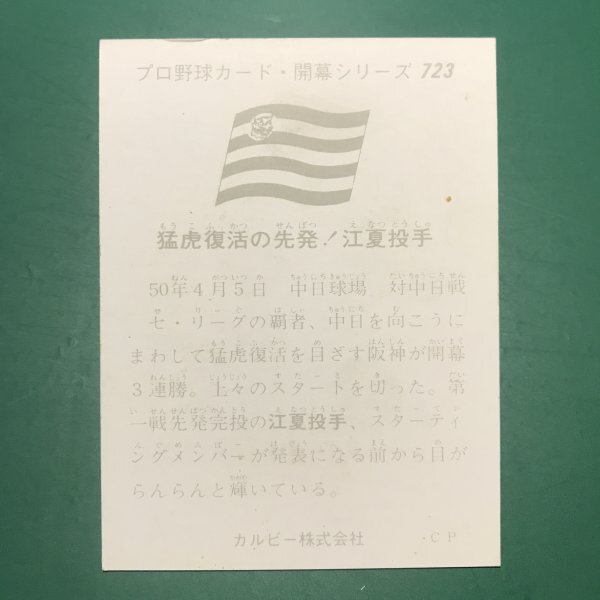 プロ野球カード・開幕シリーズ 723
猛虎復活の先発!江夏投手
50年4月5日 中日球場 対中日戦
セ・リーグの覇者、中日を向こうに
まわして猛虎復活を目ざす阪神が開幕
3連勝。上々のスタートを切った。第
一戦先発完投の江夏投手、スターティ
ングメンバーが発表になる前から目が
らんらんと輝いている。
カルビー株式会社 ・CP